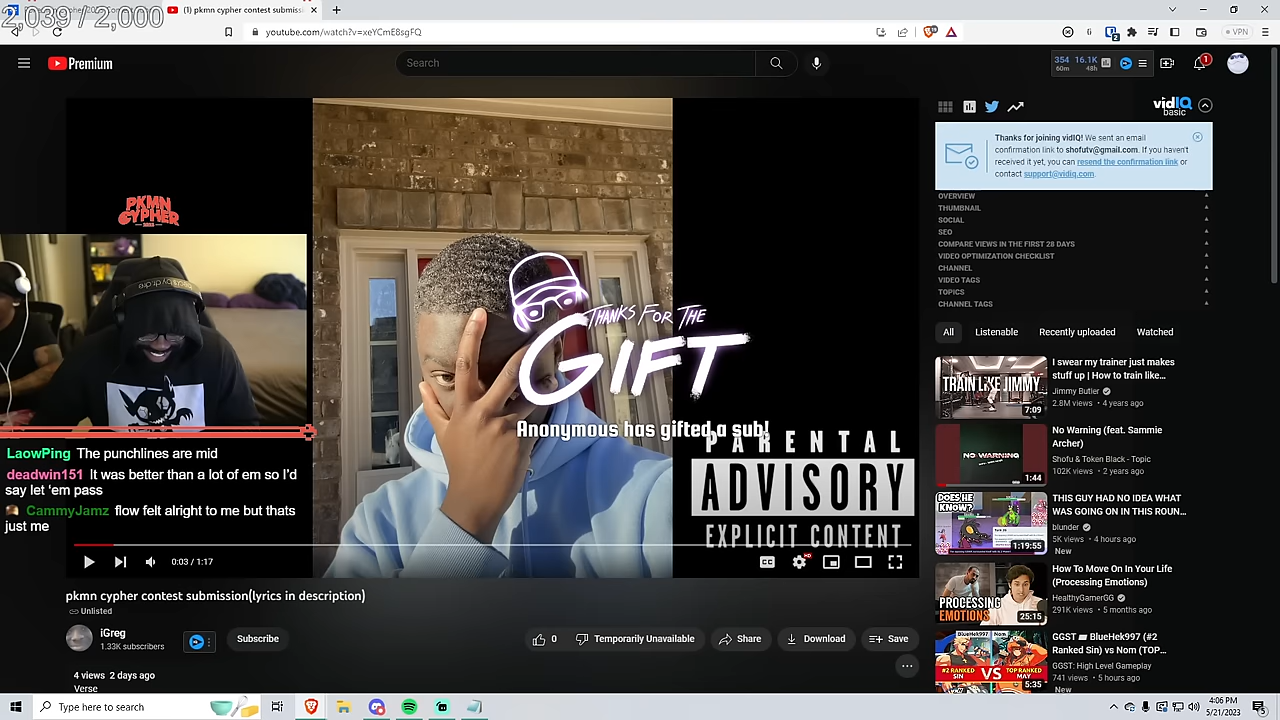 2,039 / 2,000
(1) pkmn cypher contest submiss
youtube.com/watch?v=xeYCmE8sgFQ
VPN
Premium
Search
354 16.1K
60m 48h
1
vidIQ
basic
Thanks for joining vidIQ! We sent an email
confirmation link to shofutv@gmail.com. If you haven't
received it yet, you can resend the confirmation link or
contact support@vidiq.com.
OVERVIEW
THUMBNAIL
SOCIAL
SEO
COMPARE VIEWS IN THE FIRST 28 DAYS
VIDEO OPTIMIZATION CHECKLIST
CHANNEL
VIDEO TAGS
TOPICS
CHANNEL TAGS
All Listenable Recently uploaded Watched
PKMN
CYPHER
THANKS FOR THE
GIFT
Anonymous has gifted a sub!
PARENTAL
ADVISORY
EXPLICIT CONTENT
LaowPing The punchlines are mid
deadwin151 It was better than a lot of em so I'd
say let 'em pass
CammyJamz flow felt alright to me but thats
just me
0:03 / 1:17
HD
pkmn cypher contest submission(lyrics in description)
Unlisted
iGreg
1.33K subscribers
Subscribe
0
Temporarily Unavailable
Share
Download
Save
4 views 2 days ago
Verse
TRAIN LIKE JIMMY
7:09
I swear my trainer just makes
stuff up | How to train like...
Jimmy Butler
2.8M views • 4 years ago
NO WARNING
1:44
No Warning (feat. Sammie
Archer)
Shofu & Token Black - Topic
102K views • 2 years ago
DOES HE
KNOW?
1:19:55
THIS GUY HAD NO IDEA WHAT
WAS GOING ON IN THIS ROUN...
blunder
5K views • 4 hours ago
New
PROCESSING
EMOTIONS
25:15
How To Move On In Your Life
(Processing Emotions)
HealthyGamerGG
291K views • 5 months ago
BlueHek997 Nom
#2
RANKED SIN
VS
TOP RANKED
MAY
5:35
GGST BlueHek997 (#2
Ranked Sin) vs Nom (TOP...
GGST: High Level Gameplay
741 views • 5 hours ago
New
Type here to search
4:06 PM
5/21/2023